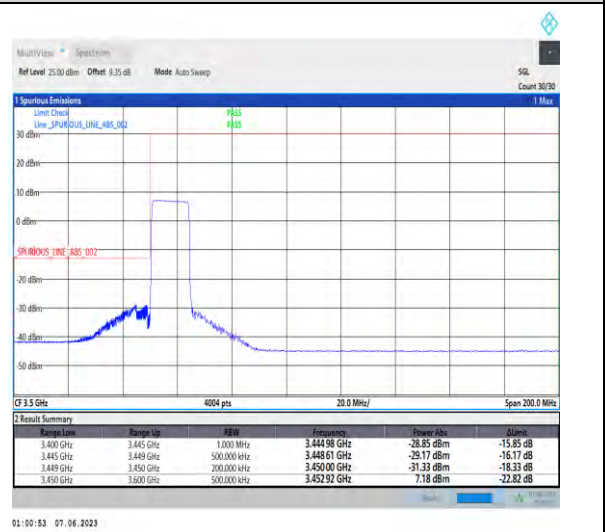 MultiView Spectrum
Ref Level 25.00 dBm Offset 9.35 dB Mode Auto Sweep SGL
Count 30/30
1 Spurious Emissions 1 Max
Limit Check PASS
Line _SPURIOUS_LINE_ABS_002 PASS
30 dBm
20 dBm
10 dBm
0 dBm
_SPURIOUS_LINE_ABS_002
-20 dBm
-30 dBm
-40 dBm
-50 dBm
CF 3.5 GHz 4004 pts 20.0 MHz/ Span 200.0 MHz
2 Result Summary
Range Low Range Up RBW Frequency Power Abs ΔLimit
3.400 GHz 3.445 GHz 1.000 MHz 3.44498 GHz -28.85 dBm -15.85 dB
3.445 GHz 3.449 GHz 500.000 kHz 3.44861 GHz -29.17 dBm -16.17 dB
3.449 GHz 3.450 GHz 200.000 kHz 3.45000 GHz -31.33 dBm -18.33 dB
3.450 GHz 3.600 GHz 500.000 kHz 3.45292 GHz 7.18 dBm -22.82 dB
01:00:53 07.06.2023